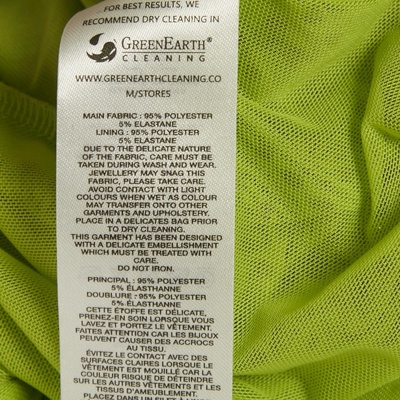 FOR BEST RESULTS, WE
RECOMMEND DRY CLEANING IN
GREENEARTH®
CLEANING
WWW.GREENEARTHCLEANING.CO
M/STORES
MAIN FABRIC : 95% POLYESTER
5% ELASTANE
LINING : 95% POLYESTER
5% ELASTANE
DUE TO THE DELICATE NATURE
OF THE FABRIC, CARE MUST BE
TAKEN DURING WASH AND WEAR.
JEWELLERY MAY SNAG THIS
FABRIC, PLEASE TAKE CARE.
AVOID CONTACT WITH LIGHT
COLOURS WHEN WET AS COLOUR
MAY TRANSFER ONTO OTHER
GARMENTS AND UPHOLSTERY.
PLACE IN A DELICATES BAG PRIOR
TO DRY CLEANING.
THIS GARMENT HAS BEEN DESIGNED
WITH A DELICATE EMBELLISHMENT
WHICH MUST BE TREATED WITH
CARE.
DO NOT IRON.
PRINCIPAL : 95% POLYESTER
5% ÉLASTHANNE
DOUBLURE : 95% POLYESTER
5% ÉLASTHANNE
CETTE ÉTOFFE EST DÉLICATE,
PRENEZ-EN SOIN LORSQUE VOUS
LAVEZ ET PORTEZ LE VÊTEMENT.
FAITES ATTENTION CAR LES BIJOUX
PEUVENT CAUSER DES ACCROCS
AU TISSU.
ÉVITEZ LE CONTACT AVEC DES
SURFACES CLAIRES LORSQUE LE
VÊTEMENT EST MOUILLÉ CAR LA
COULEUR RISQUE DE DÉTEINDRE
SUR LES AUTRES VÊTEMENTS ET LES
TISSUS D'AMEUBLEMENT.
PLACEZ DANS UN FILET À LINGE